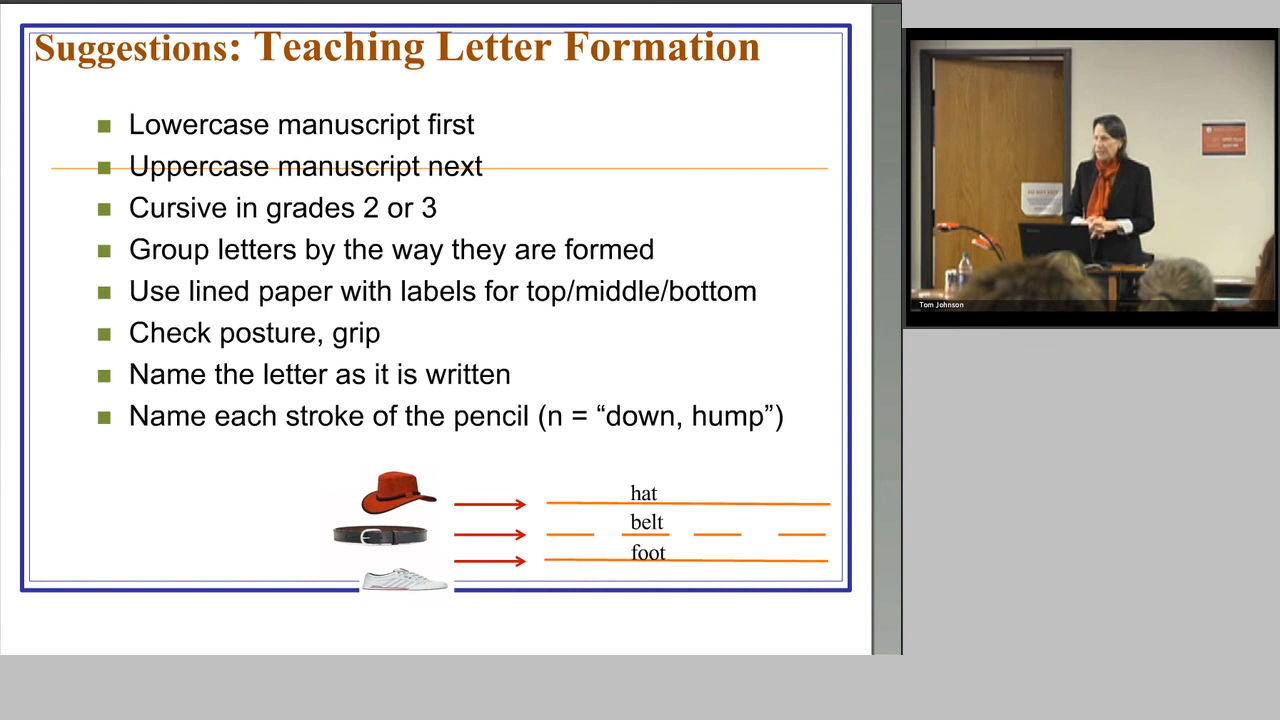 Suggestions: Teaching Letter Formation
Lowercase manuscript first
Uppercase manuscript next
Cursive in grades 2 or 3
Group letters by the way they are formed
Use lined paper with labels for top/middle/bottom
Check posture, grip
Name the letter as it is written
Name each stroke of the pencil (n = “down, hump”)
hat
belt
foot
Tom Johnson